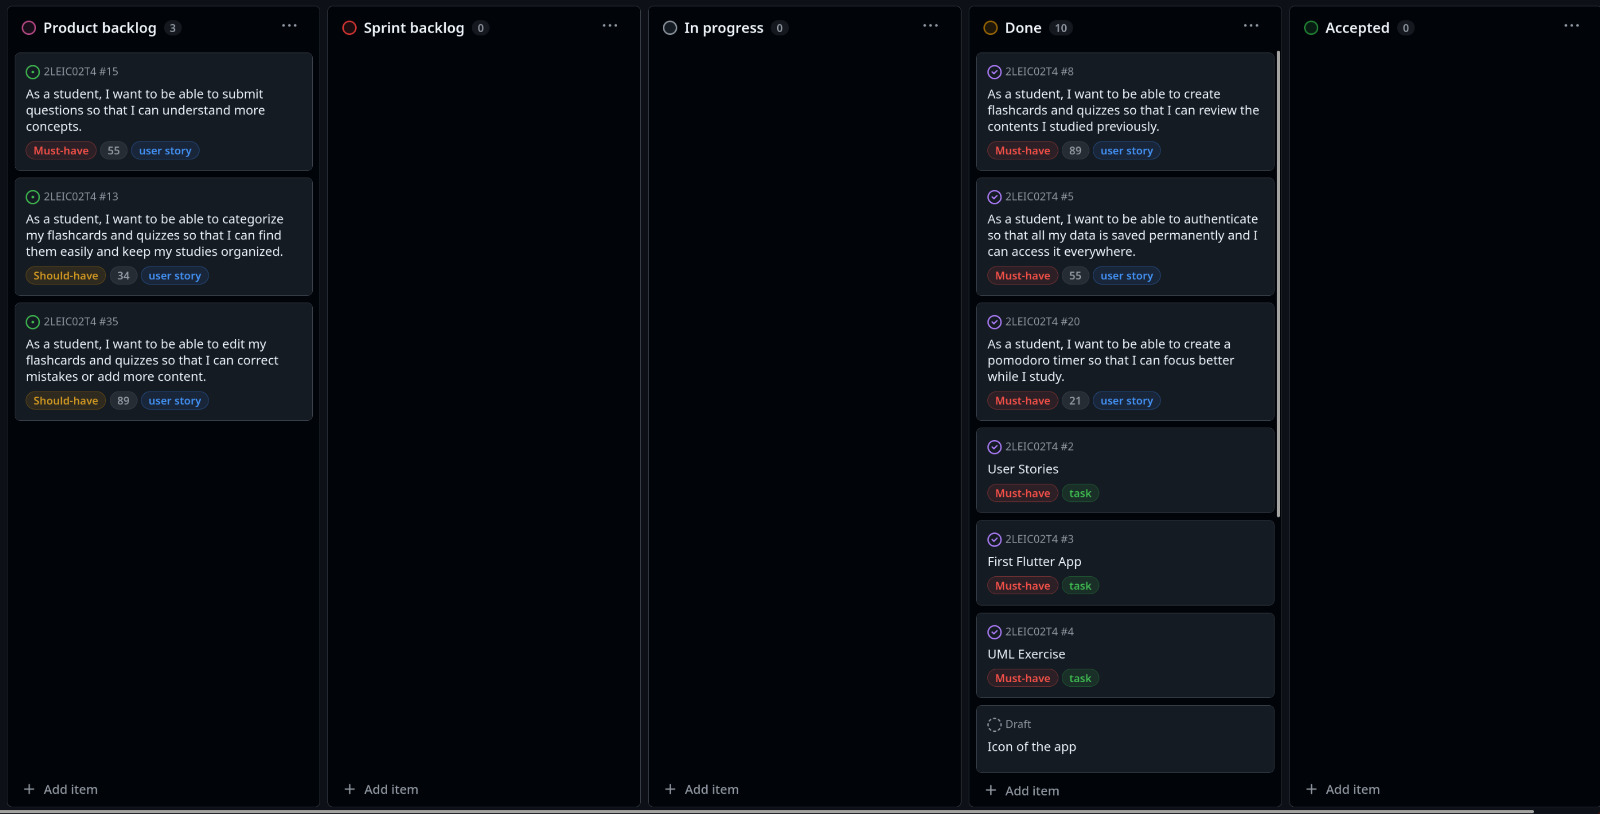 Product backlog 3
2LEIC02T4 #15
As a student, I want to be able to submit
questions so that I can understand more
concepts.
Must-have 55 user story
2LEIC02T4 #13
As a student, I want to be able to categorize
my flashcards and quizzes so that I can find
them easily and keep my studies organized.
Should-have 34 user story
2LEIC02T4 #35
As a student, I want to be able to edit my
flashcards and quizzes so that I can correct
mistakes or add more content.
Should-have 89 user story
+ Add item
Sprint backlog 0
+ Add item
In progress 0
+ Add item
Done 10
2LEIC02T4 #8
As a student, I want to be able to create
flashcards and quizzes so that I can review the
contents I studied previously.
Must-have 89 user story
2LEIC02T4 #5
As a student, I want to be able to authenticate
so that all my data is saved permanently and I
can access it everywhere.
Must-have 55 user story
2LEIC02T4 #20
As a student, I want to be able to create a
pomodoro timer so that I can focus better
while I study.
Must-have 21 user story
2LEIC02T4 #2
User Stories
Must-have task
2LEIC02T4 #3
First Flutter App
Must-have task
2LEIC02T4 #4
UML Exercise
Must-have task
Draft
Icon of the app
+ Add item
Accepted 0
+ Add item